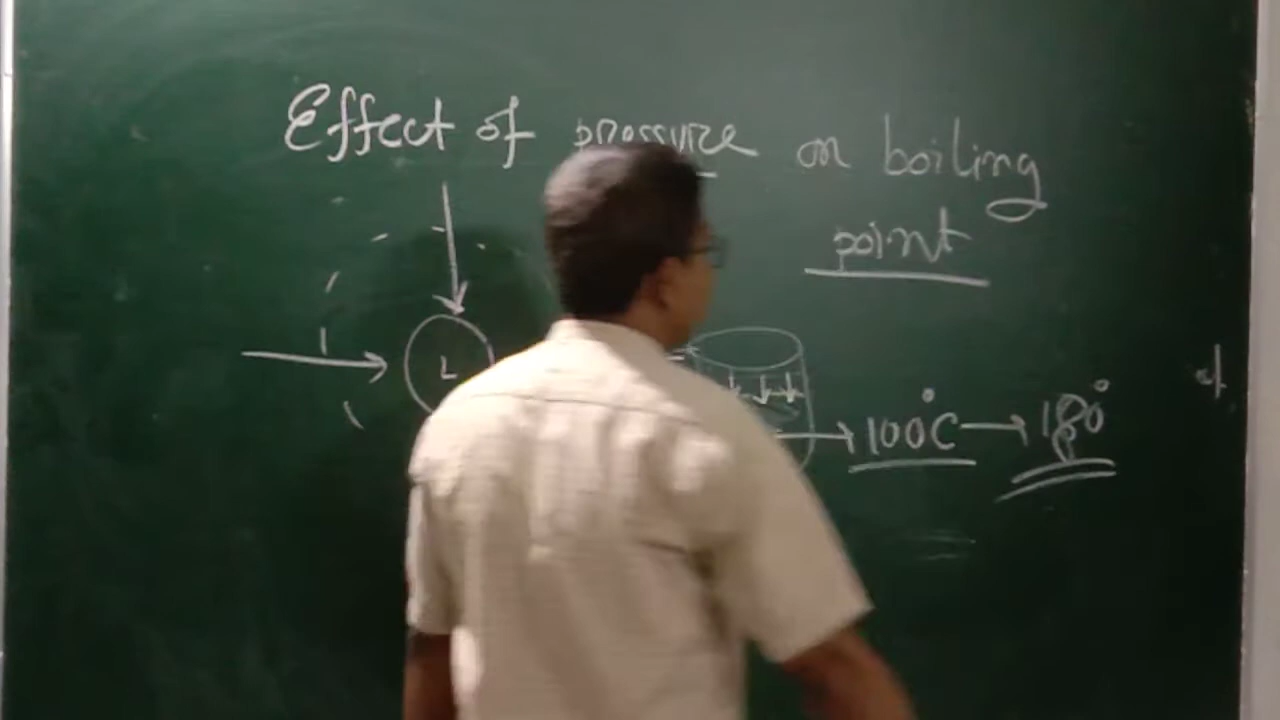 Effect of pressure on boiling
point
L
100°C → 180°